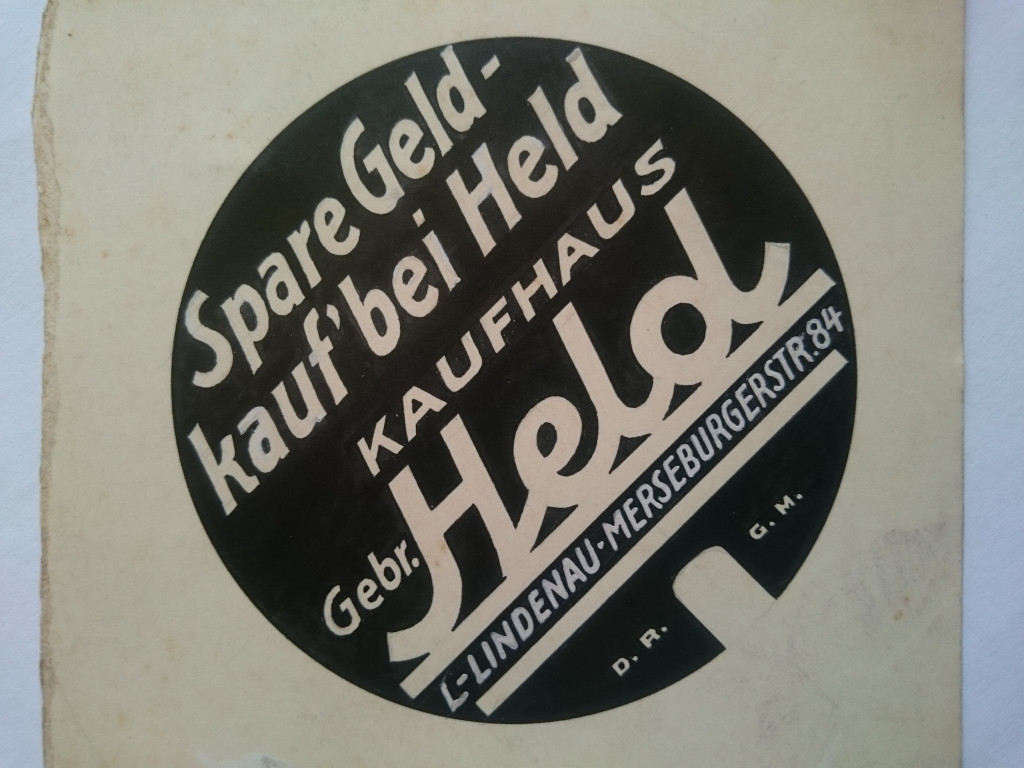 Spare Geld-
kauf' bei Held
KAUFHAUS
Gebr. Held
L-LINDENAU-MERSEBURGERSTR.84
D. R. G. M.